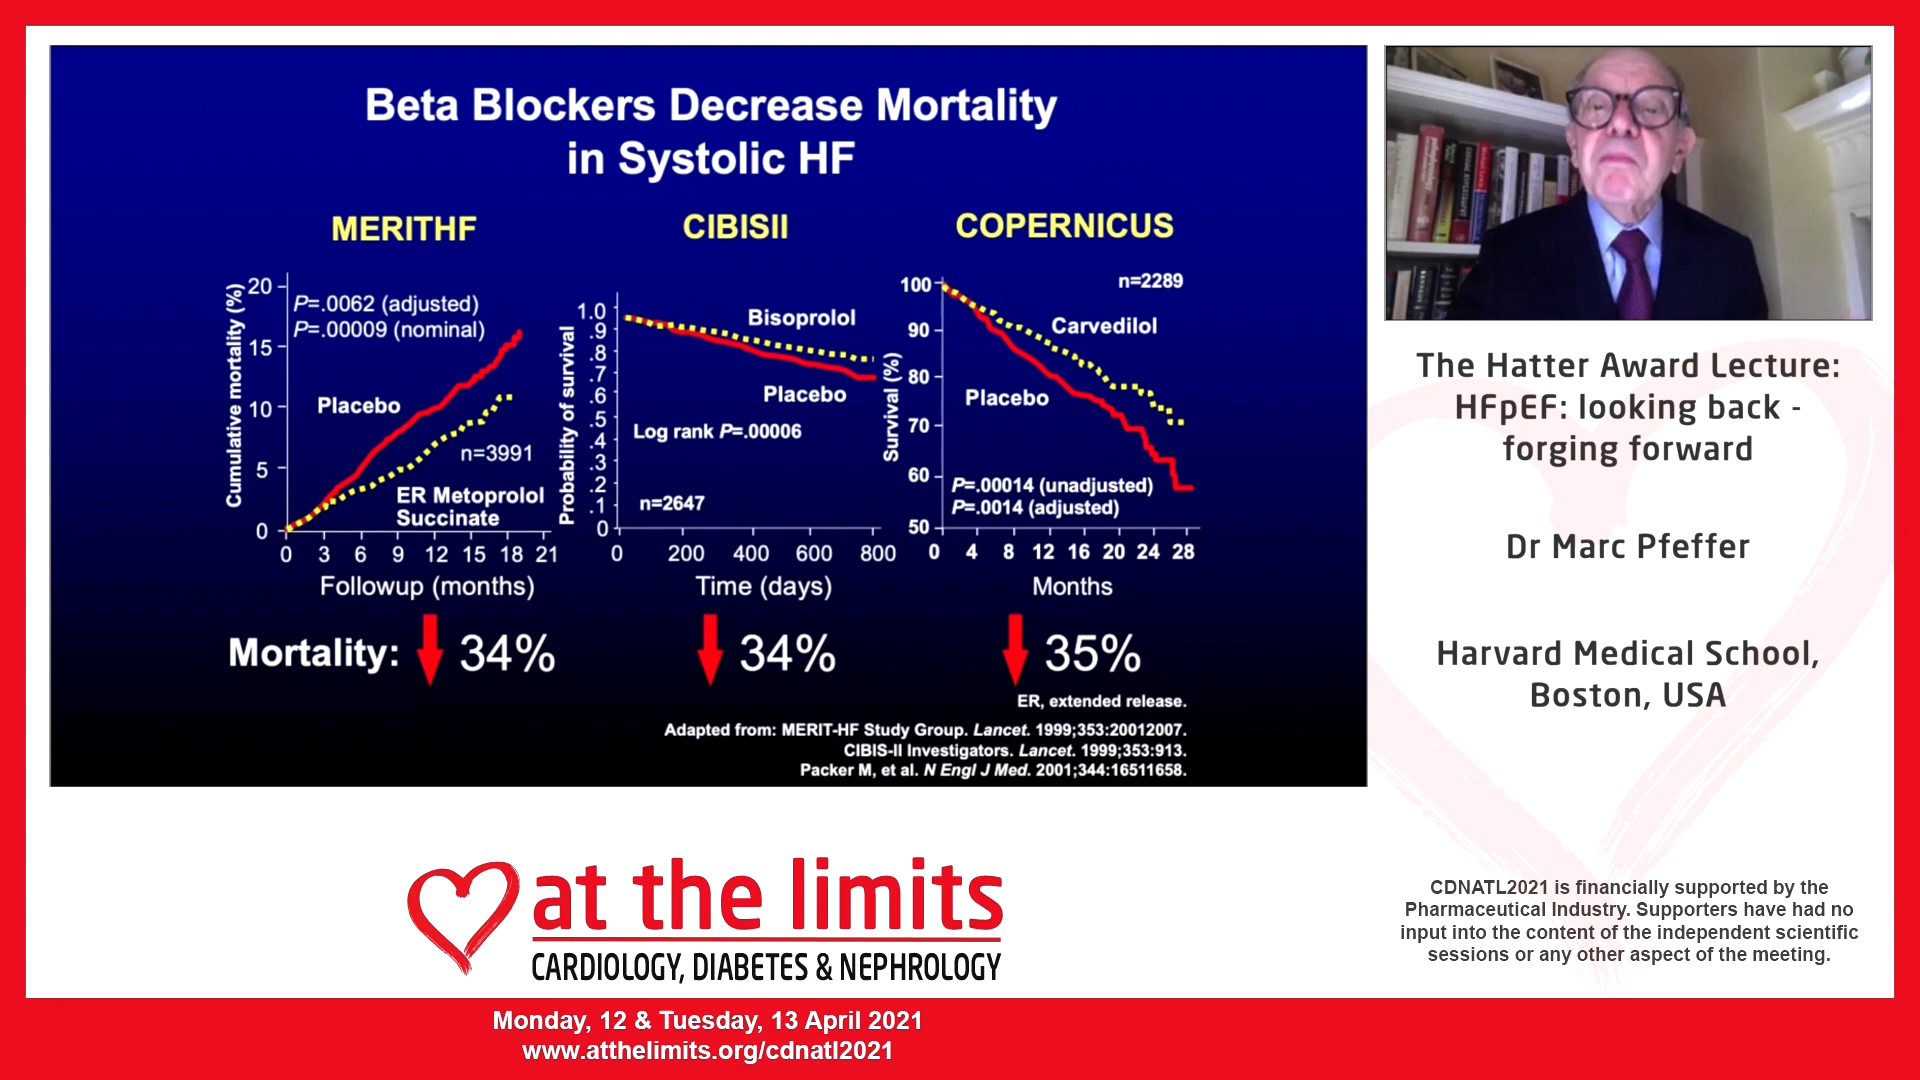 Beta Blockers Decrease Mortality
in Systolic HF
MERITHF
Cumulative mortality (%)
20
15
10
5
0
P=.0062 (adjusted)
P=.00009 (nominal)
Placebo
n=3991
ER Metoprolol
Succinate
0 3 6 9 12 15 18 21
Followup (months)
CIBISII
Probability of survival
1.0
.9
.8
.7
.6
.5
.4
.3
.2
.1
0
Bisoprolol
Placebo
Log rank P=.00006
n=2647
0 200 400 600 800
Time (days)
COPERNICUS
Survival (%)
100
90
80
70
60
50
n=2289
Carvedilol
Placebo
P=.00014 (unadjusted)
P=.0014 (adjusted)
0 4 8 12 16 20 24 28
Months
Mortality: 34% 34% 35%
ER, extended release.
Adapted from: MERIT-HF Study Group. Lancet. 1999;353:20012007.
CIBIS-II Investigators. Lancet. 1999;353:913.
Packer M, et al. N Engl J Med. 2001;344:16511658.
The Hatter Award Lecture:
HFpEF: looking back -
forging forward
Dr Marc Pfeffer
Harvard Medical School,
Boston, USA
at the limits
CARDIOLOGY, DIABETES & NEPHROLOGY
CDNATL2021 is financially supported by the
Pharmaceutical Industry. Supporters have had no
input into the content of the independent scientific
sessions or any other aspect of the meeting.
Monday, 12 & Tuesday, 13 April 2021
www.atthelimits.org/cdnatl2021